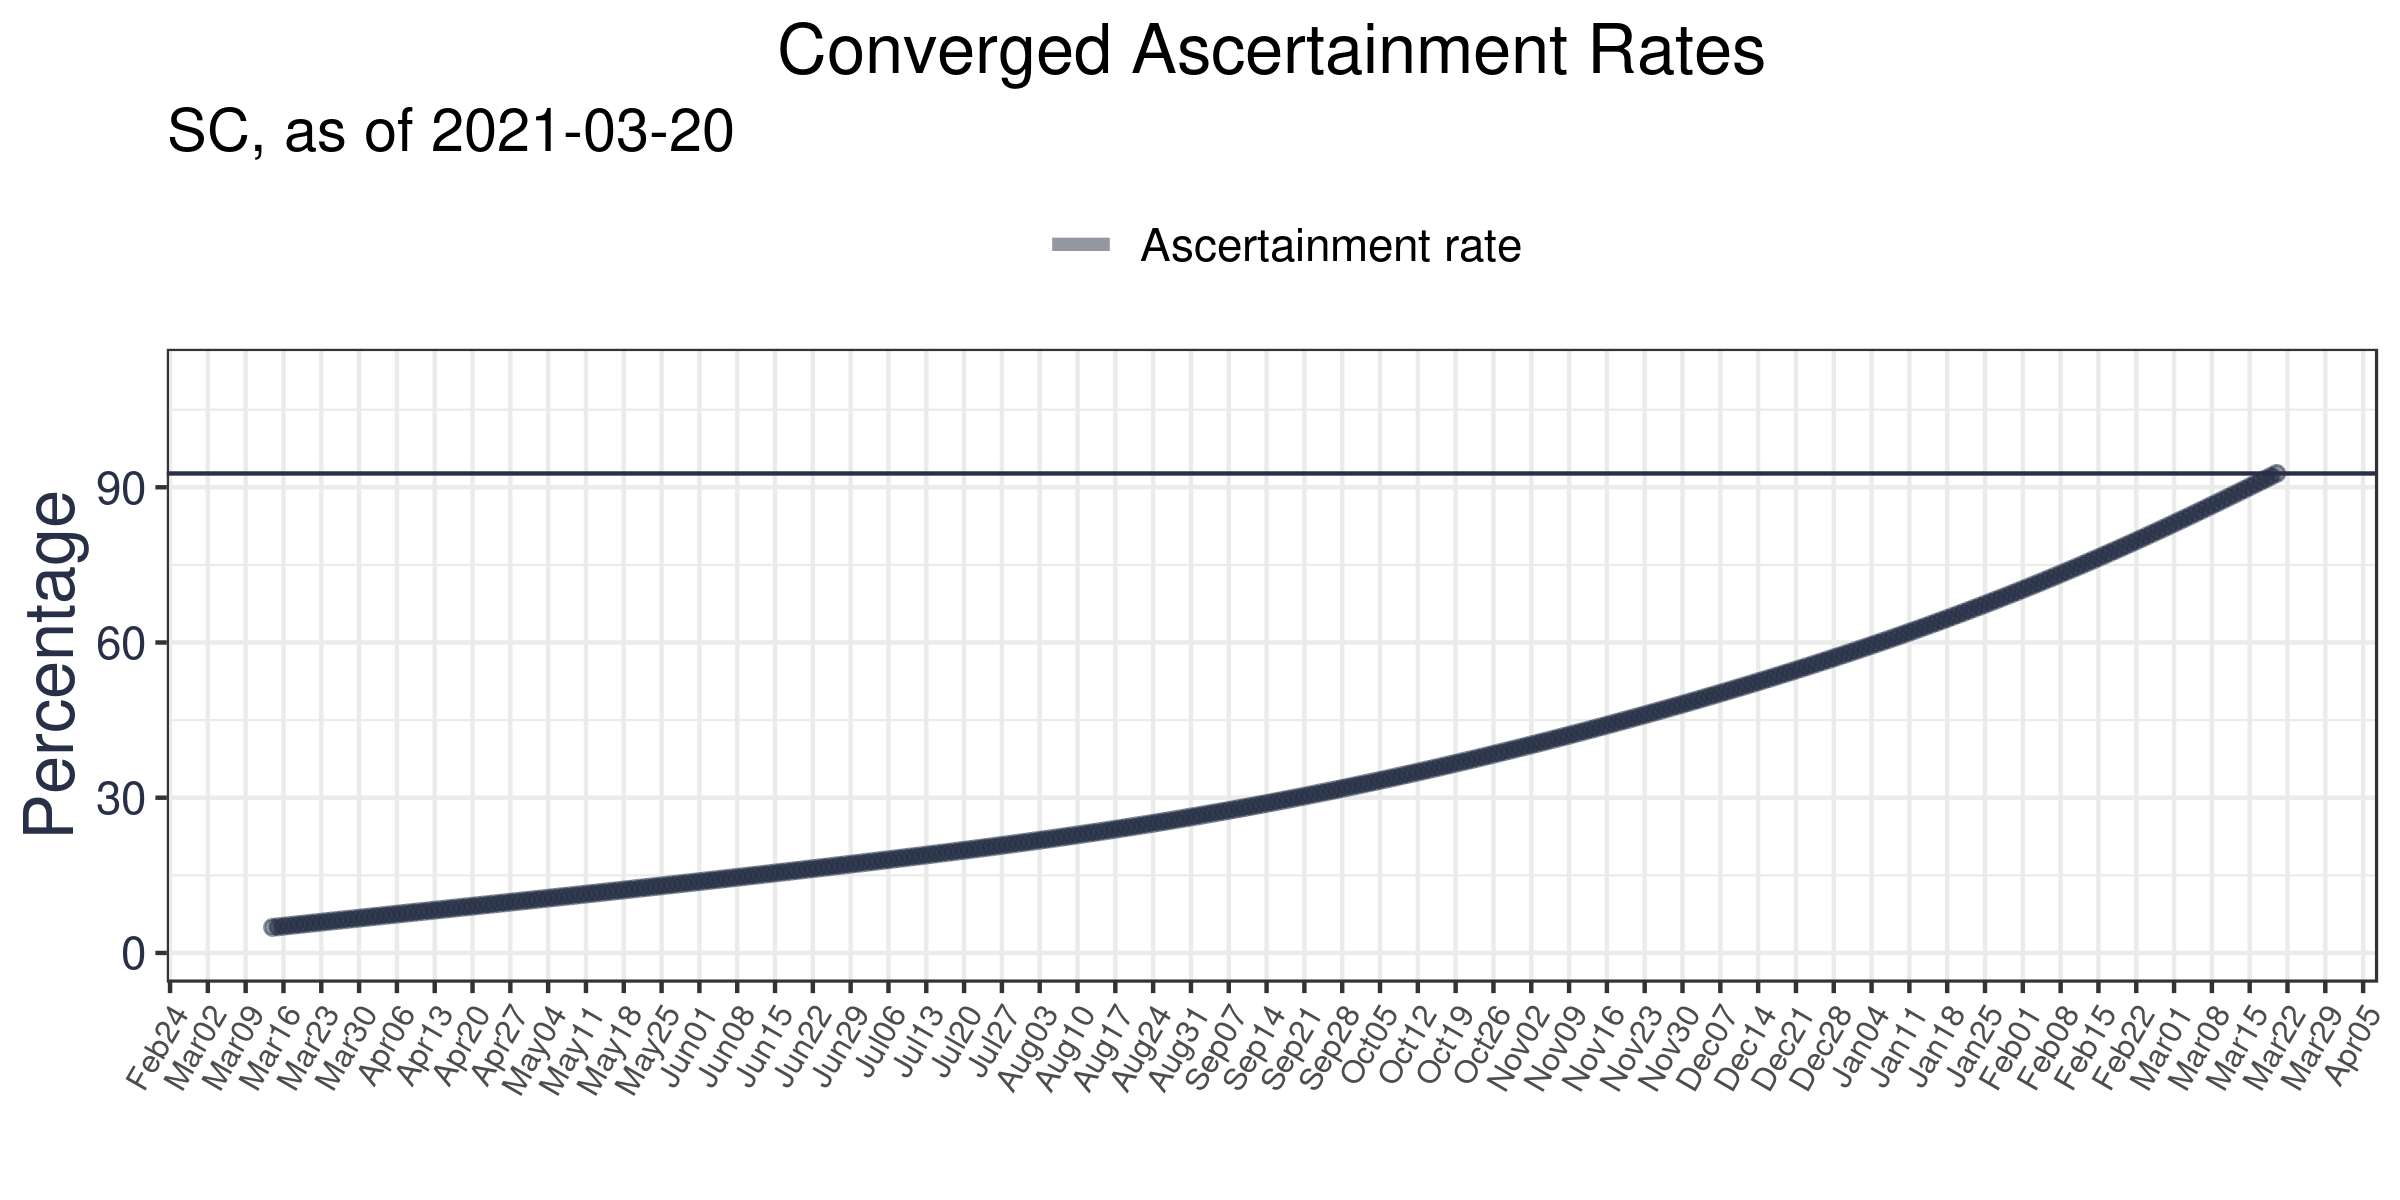 Converged Ascertainment Rates
SC, as of 2021-03-20
Ascertainment rate
Percentage
90
60
30
0
Feb24
Mar02
Mar09
Mar16
Mar23
Mar30
Apr06
Apr13
Apr20
Apr27
May04
May11
May18
May25
Jun01
Jun08
Jun15
Jun22
Jun29
Jul06
Jul13
Jul20
Jul27
Aug03
Aug10
Aug17
Aug24
Aug31
Sep07
Sep14
Sep21
Sep28
Oct05
Oct12
Oct19
Oct26
Nov02
Nov09
Nov16
Nov23
Nov30
Dec07
Dec14
Dec21
Dec28
Jan04
Jan11
Jan18
Jan25
Feb01
Feb08
Feb15
Feb22
Mar01
Mar08
Mar15
Mar22
Mar29
Apr05